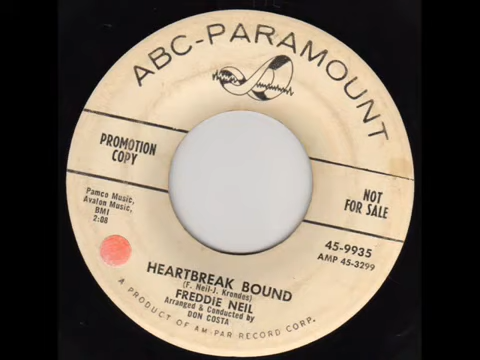 ABC-PARAMOUNT
PROMOTION
COPY
NOT
FOR SALE
Pamco Music,
Avalon Music,
BMI
2:08
45-9935
AMP 45-3299
HEARTBREAK BOUND
(F. Neil-J. Krondes)
FREDDIE NEIL
Arranged & Conducted by
DON COSTA
A PRODUCT OF AM-PAR RECORD CORP.